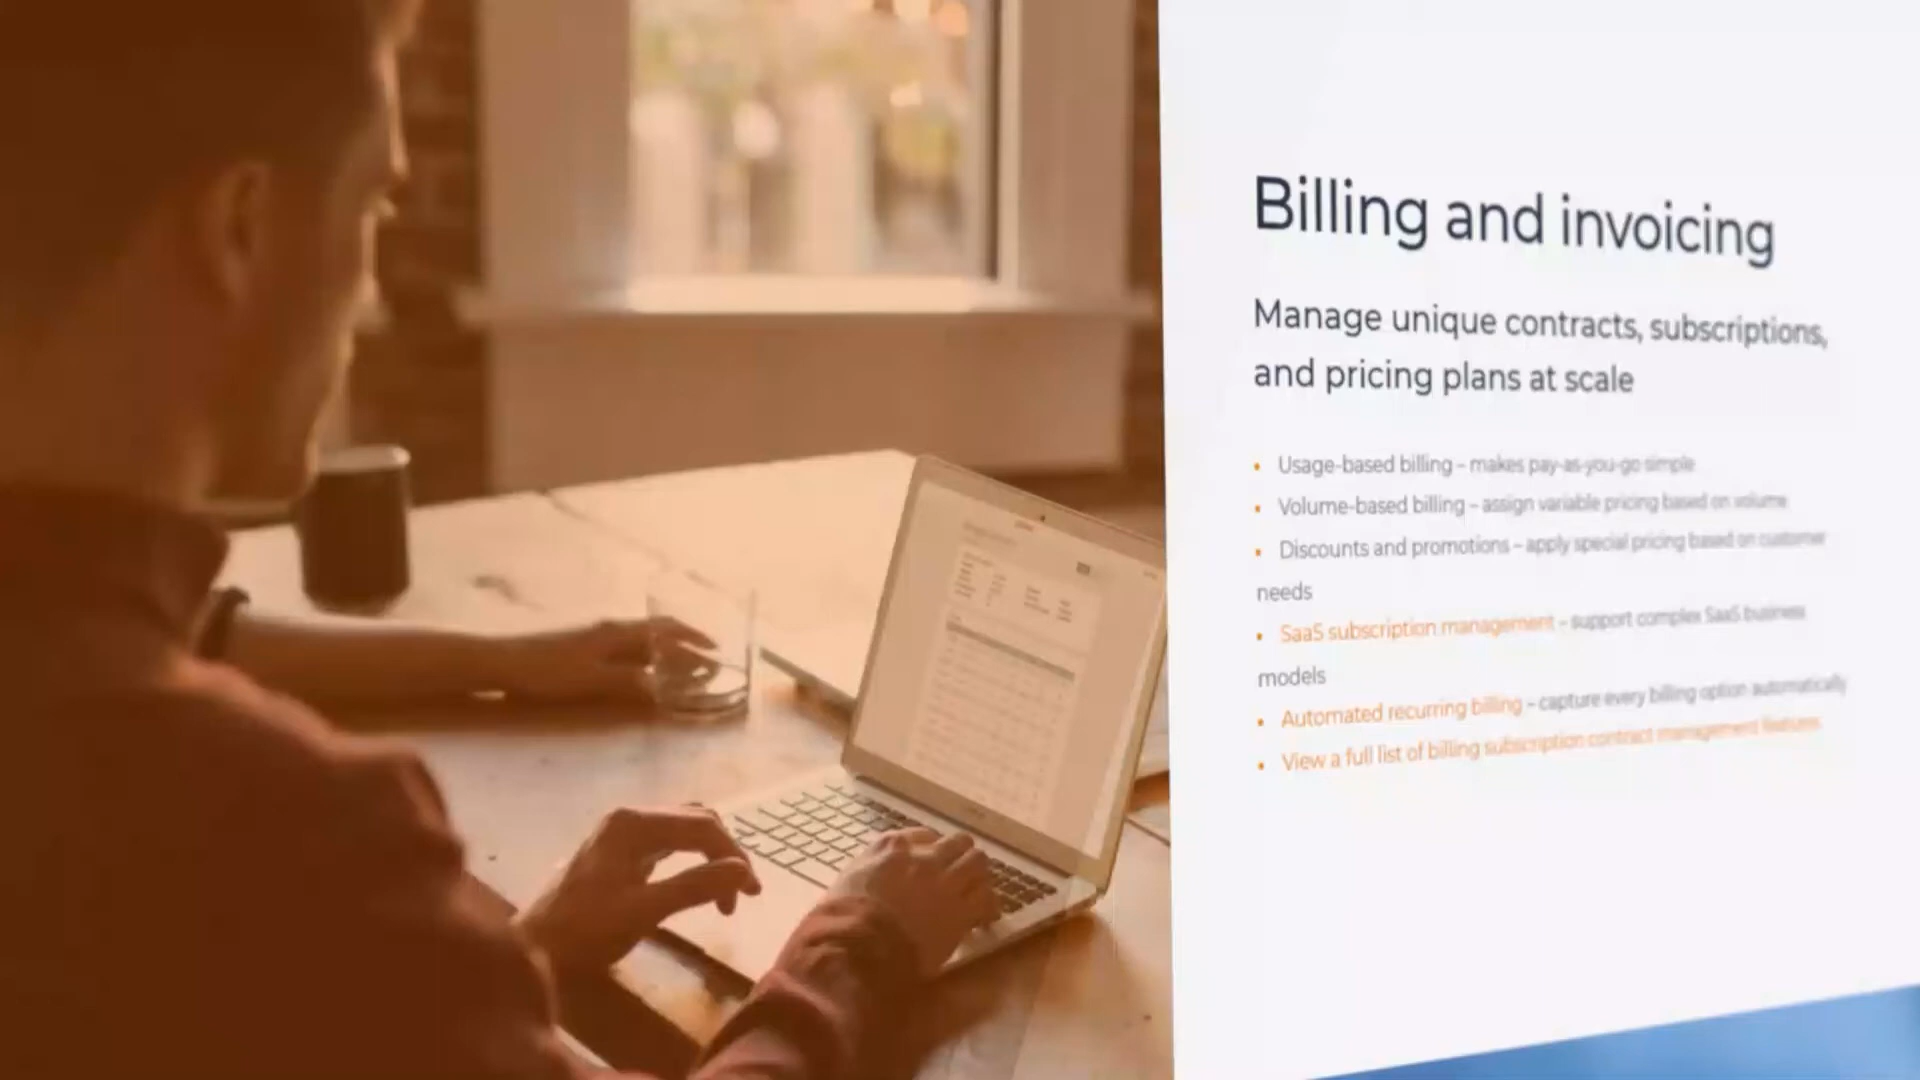 Billing and invoicing
Manage unique contracts, subscriptions,
and pricing plans at scale
• Usage-based billing – makes pay-as-you-go simple
• Volume-based billing – assign variable pricing based on volume
• Discounts and promotions – apply special pricing based on customer
needs
• SaaS subscription management – support complex SaaS business
models
• Automated recurring billing – capture every billing option automatically
• View a full list of billing subscription contract management features